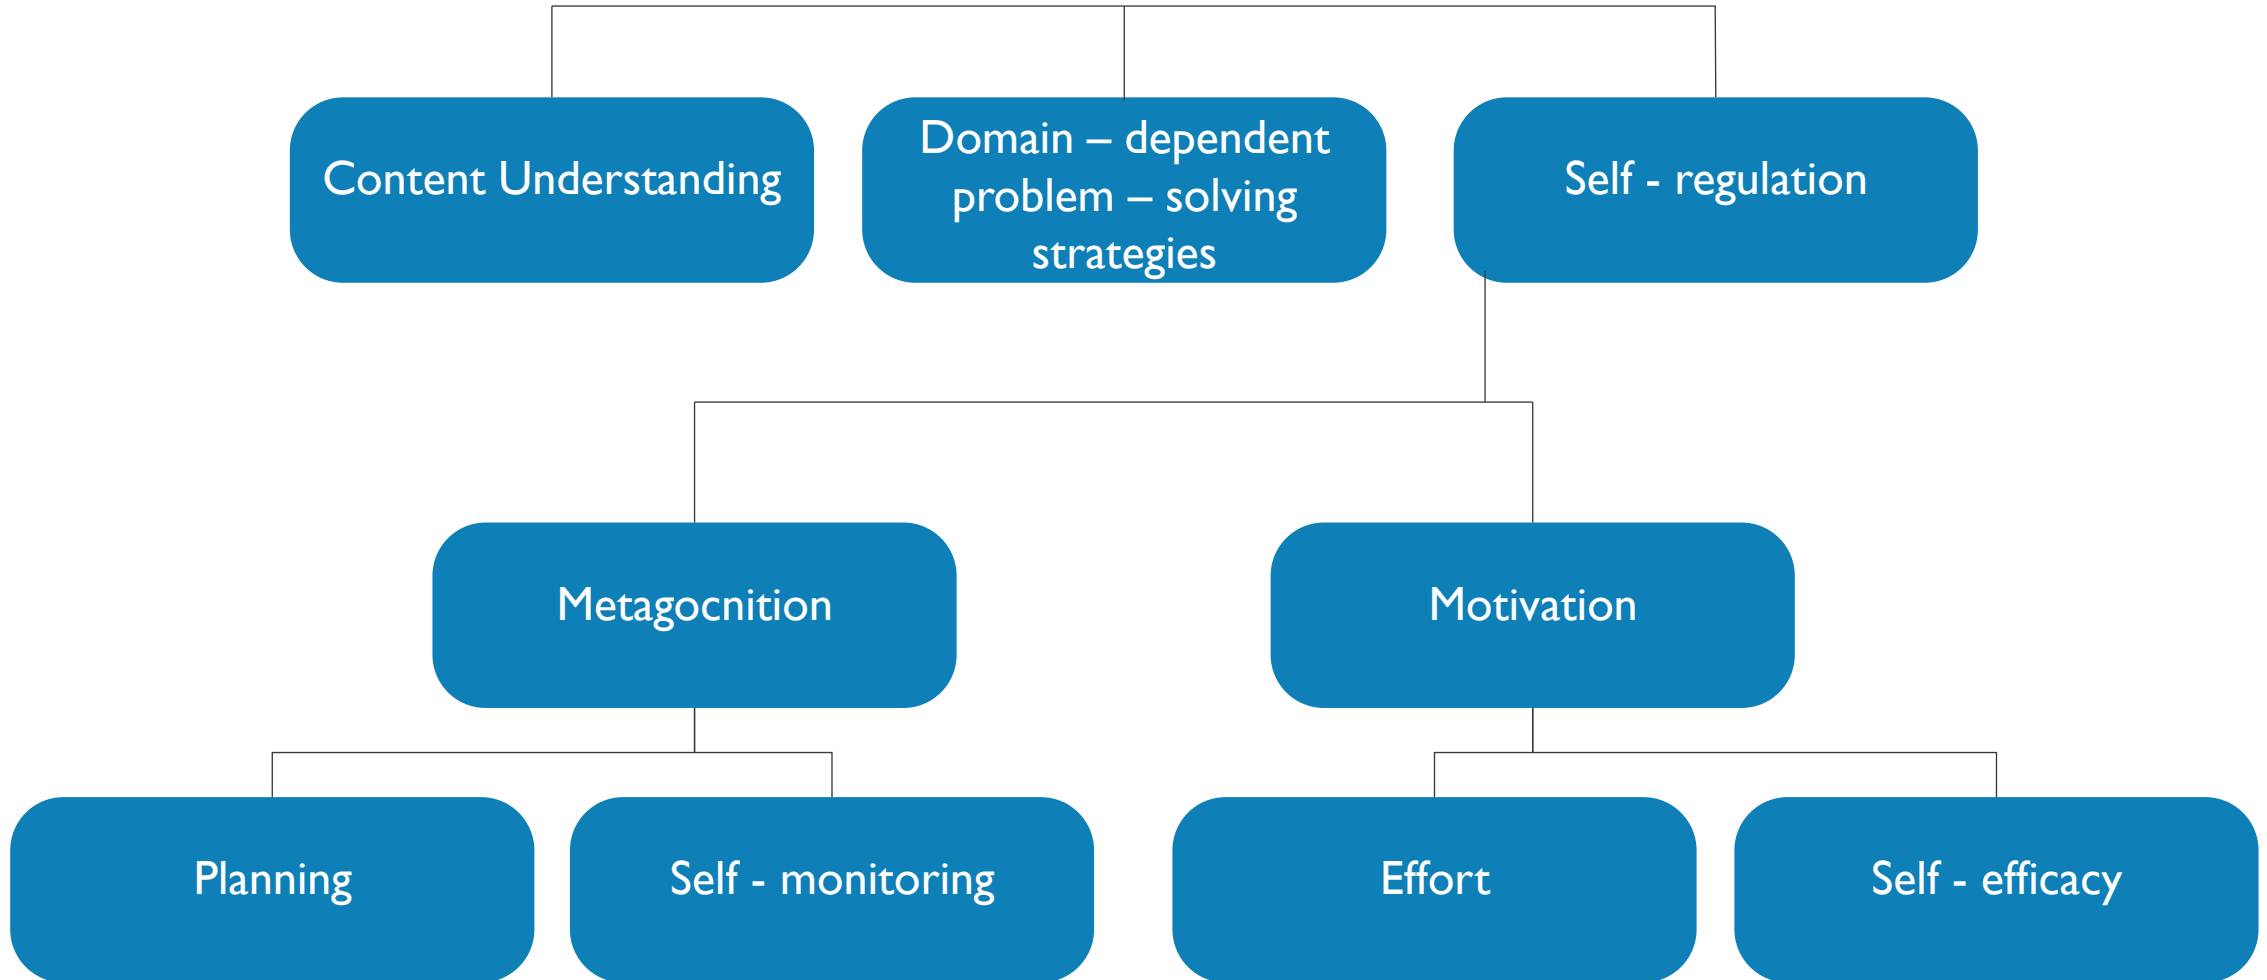 Content Understanding
Domain – dependent
problem – solving
strategies
Self - regulation
Metagocnition
Motivation
Planning
Self - monitoring
Effort
Self - efficacy